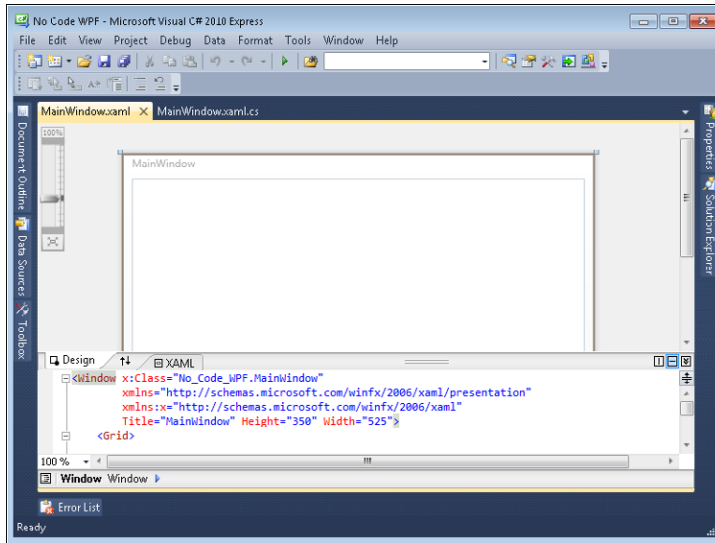 No Code WPF - Microsoft Visual C# 2010 Express
File Edit View Project Debug Data Format Tools Window Help
MainWindow.xaml MainWindow.xaml.cs
100%
MainWindow
Document Outline
Data Sources
Toolbox
Properties
Solution Explorer
Design XAML
<Window x:Class="No_Code_WPF.MainWindow"
xmlns="http://schemas.microsoft.com/winfx/2006/xaml/presentation"
xmlns:x="http://schemas.microsoft.com/winfx/2006/xaml"
Title="MainWindow" Height="350" Width="525">
<Grid>
100 %
Window Window
Error List
Ready